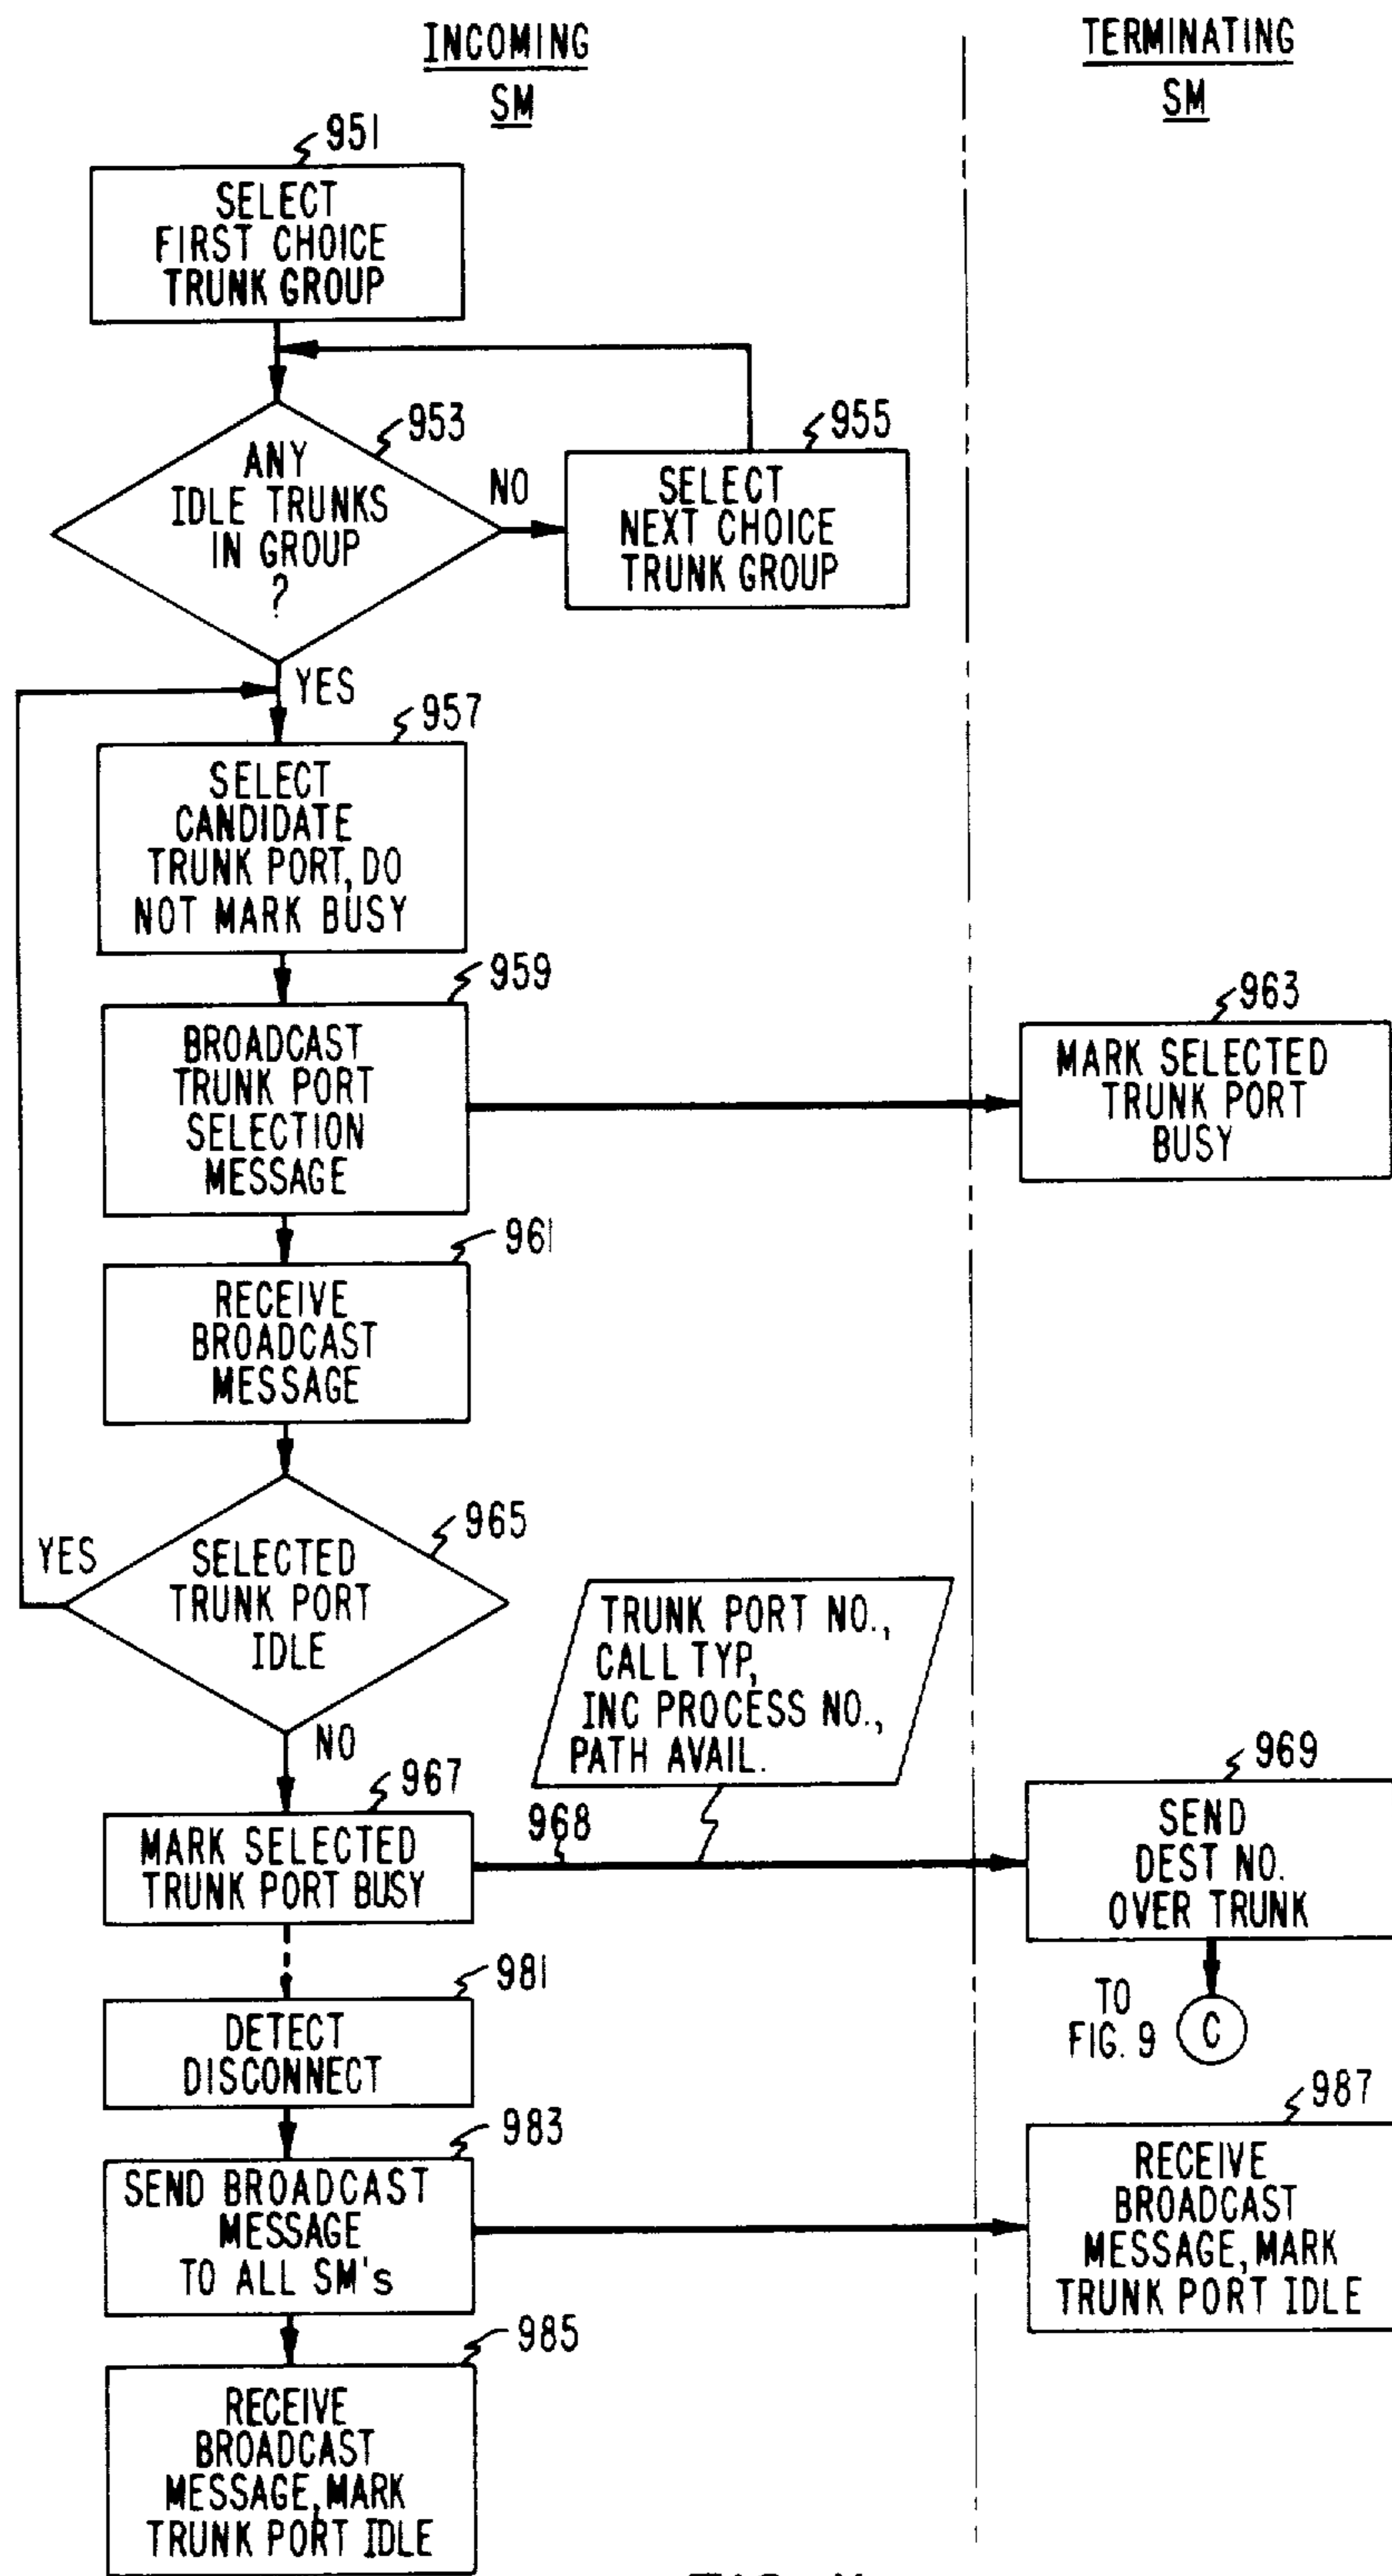 INCOMING
SM
TERMINATING
SM
951
SELECT
FIRST CHOICE
TRUNK GROUP
953
ANY
IDLE TRUNKS
IN GROUP
?
NO
955
SELECT
NEXT CHOICE
TRUNK GROUP
YES
957
SELECT
CANDIDATE
TRUNK PORT, DO
NOT MARK BUSY
959
BROADCAST
TRUNK PORT
SELECTION
MESSAGE
963
MARK SELECTED
TRUNK PORT
BUSY
961
RECEIVE
BROADCAST
MESSAGE
965
YES
SELECTED
TRUNK PORT
IDLE
NO
TRUNK PORT NO.,
CALL TYP,
INC PROCESS NO.,
PATH AVAIL.
967
MARK SELECTED
TRUNK PORT BUSY
968
969
SEND
DEST NO.
OVER TRUNK
TO
FIG. 9
C
981
DETECT
DISCONNECT
983
SEND BROADCAST
MESSAGE
TO ALL SM's
987
RECEIVE
BROADCAST
MESSAGE, MARK
TRUNK PORT IDLE
985
RECEIVE
BROADCAST
MESSAGE, MARK
TRUNK PORT IDLE